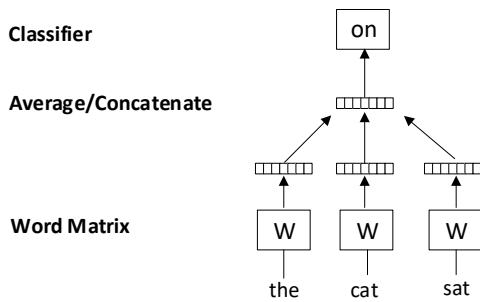 Classifier on
Average/Concatenate
Word Matrix W W W
the cat sat